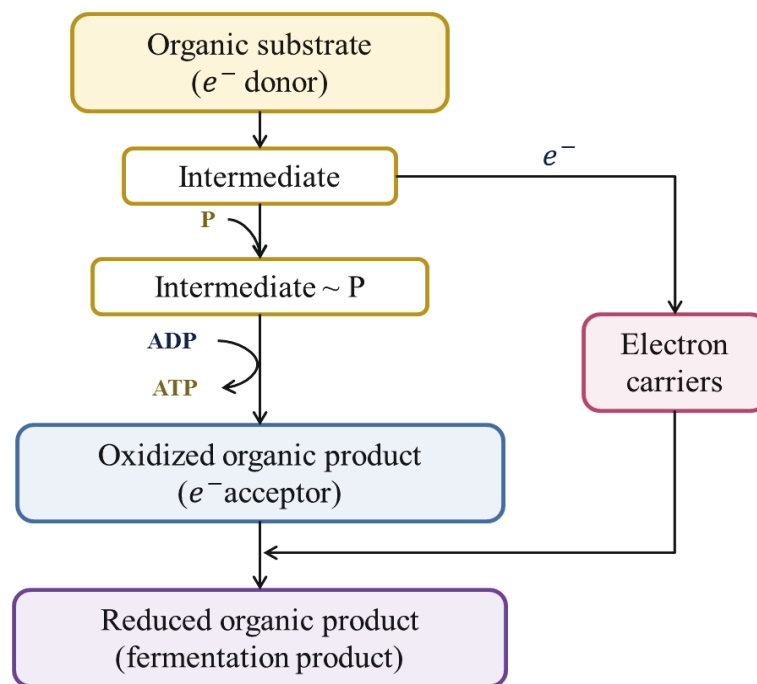 Organic substrate
(e⁻ donor)
Intermediate
e⁻
P
Intermediate ~ P
ADP
ATP
Electron
carriers
Oxidized organic product
(e⁻acceptor)
Reduced organic product
(fermentation product)